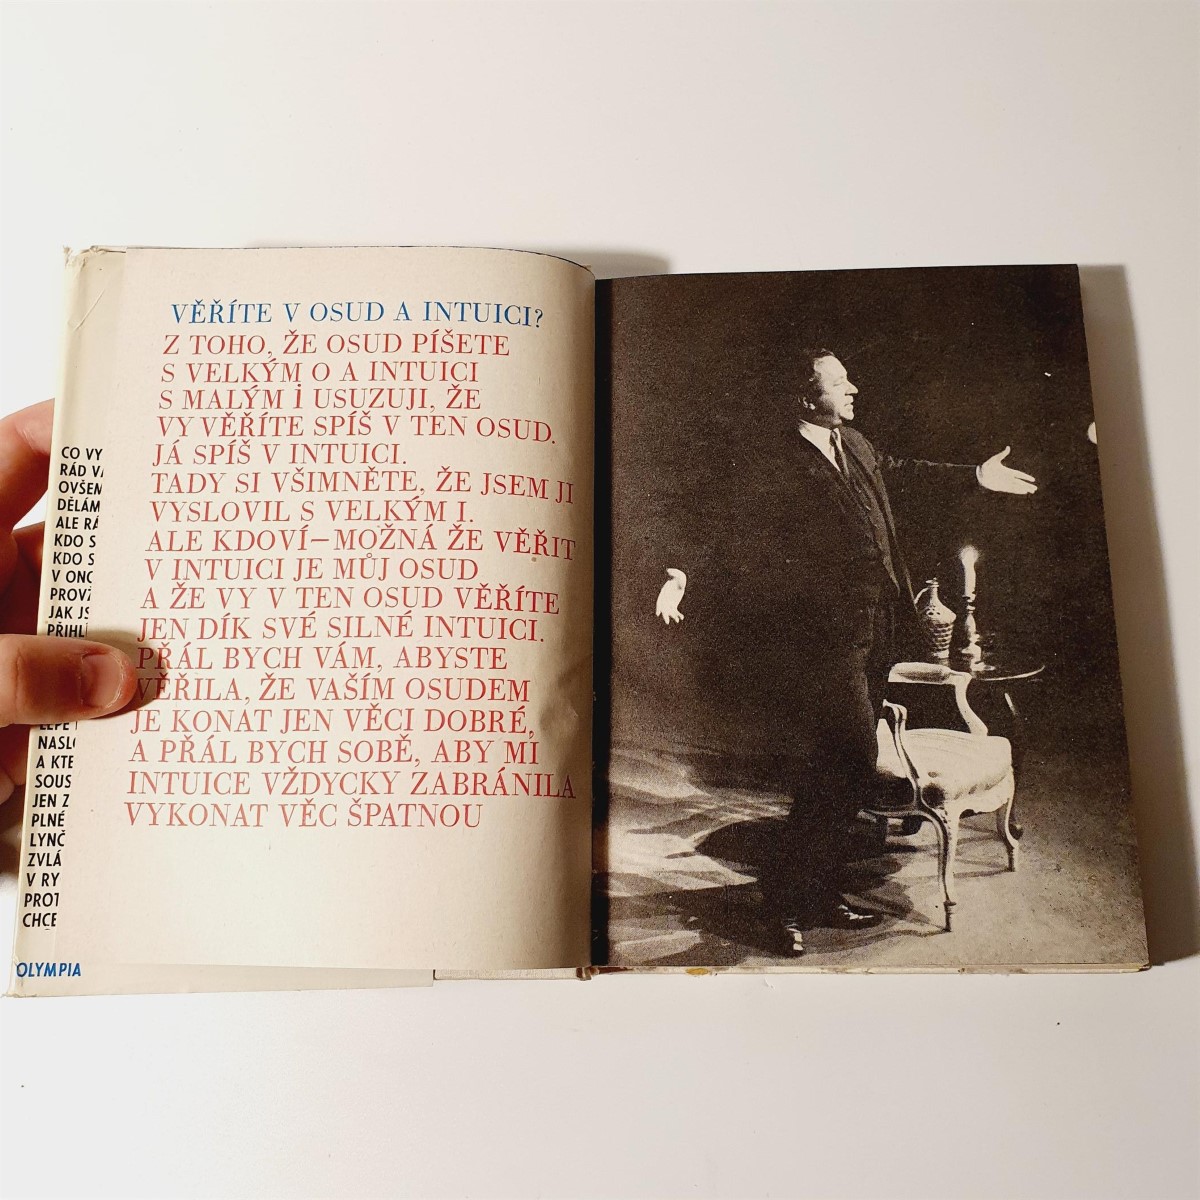 VĚŘÍTE V OSUD A INTUICI?
Z TOHO, ŽE OSUD PÍŠETE
S VELKÝM O A INTUICI
S MALÝM I USUZUJI, ŽE
VY VĚŘÍTE SPÍŠ V TEN OSUD.
JÁ SPÍŠ V INTUICI.
TADY SI VŠIMNĚTE, ŽE JSEM JI
VYSLOVIL S VELKÝM I.
ALE KDOVÍ—MOŽNÁ ŽE VĚŘIT
V INTUICI JE MŮJ OSUD
A ŽE VY V TEN OSUD VĚŘÍTE
JEN DÍK SVÉ SILNÉ INTUICI.
PŘÁL BYCH VÁM, ABYSTE
VĚŘILA, ŽE VAŠÍM OSUDEM
JE KONAT JEN VĚCI DOBRÉ,
A PŘÁL BYCH SOBĚ, ABY MI
INTUICE VŽDYCKY ZABRÁNILA
VYKONAT VĚC ŠPATNOU
CO VY
RÁD
OVŠEM
DĚLÁM
ALE RÁ
KDO S
KDO S
V ONO
PROVŽ
JAK JS
PŘIHL
NASLO
A KTE
SOUS
JEN Z
PLNÉ
LYNČ
ZVLÁ
V RY
PROT
CHCE
OLYMPIA